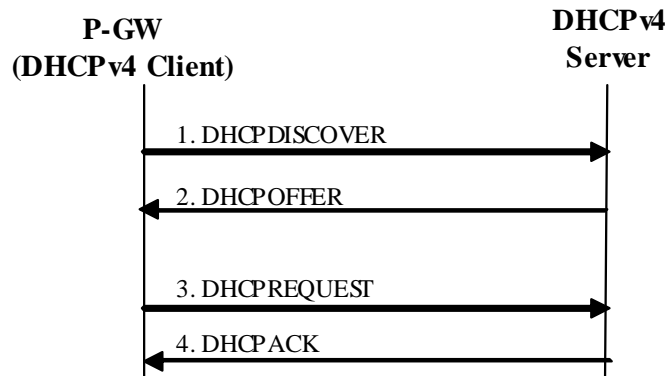 P-GW
(DHCPv4 Client)
DHCPv4
Server
1. DHCPDISCOVER
2. DHCPOFFER
3. DHCPREQUEST
4. DHCPACK